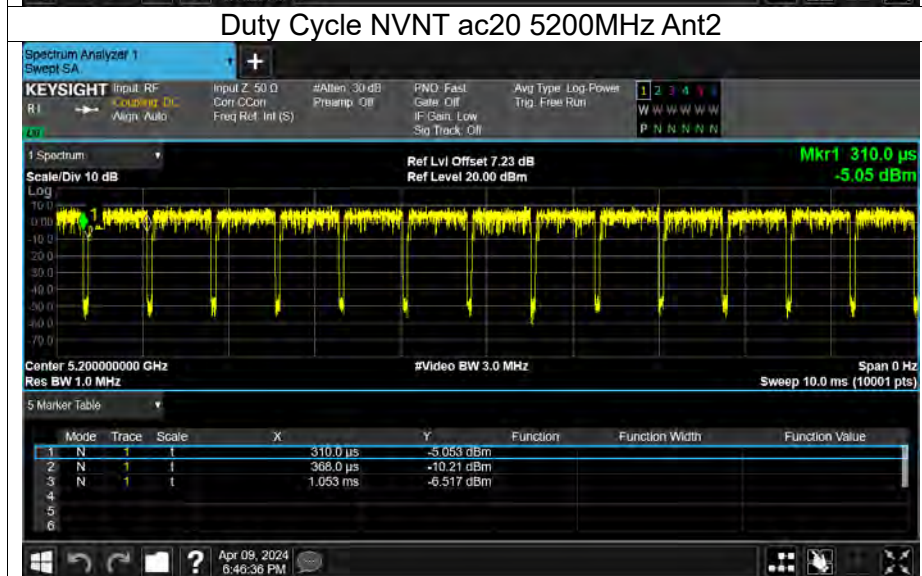 Duty Cycle NVNT ac20 5200MHz Ant2
Spectrum Analyzer 1
Swept SA
+
KEYSIGHT Input: RF Input Z: 50 Ω #Atten: 30 dB PNO: Fast Avg Type: Log-Power 1 2 3 4 5 6
R L Coupling: DC Corr CCorr Preamp: Off Gate: Off Trig: Free Run W W W W W W
Align: Auto Freq Ref: Int (S) IF Gain: Low
LXI Sig Track: Off P N N N N N
1 Spectrum Ref Lvl Offset 7.23 dB Mkr1 310.0 µs
Scale/Div 10 dB Ref Level 20.00 dBm -5.05 dBm
Log
10.0
0.00 1
-10.0
-20.0
-30.0
-40.0
-50.0
-60.0
-70.0
Center 5.200000000 GHz #Video BW 3.0 MHz Span 0 Hz
Res BW 1.0 MHz Sweep 10.0 ms (10001 pts)
5 Marker Table
Mode Trace Scale X Y Function Function Width Function Value
1 N 1 t 310.0 µs -5.053 dBm
2 N 1 t 368.0 µs -10.21 dBm
3 N 1 t 1.053 ms -6.517 dBm
4
5
6
? Apr 09, 2024
6:46:36 PM